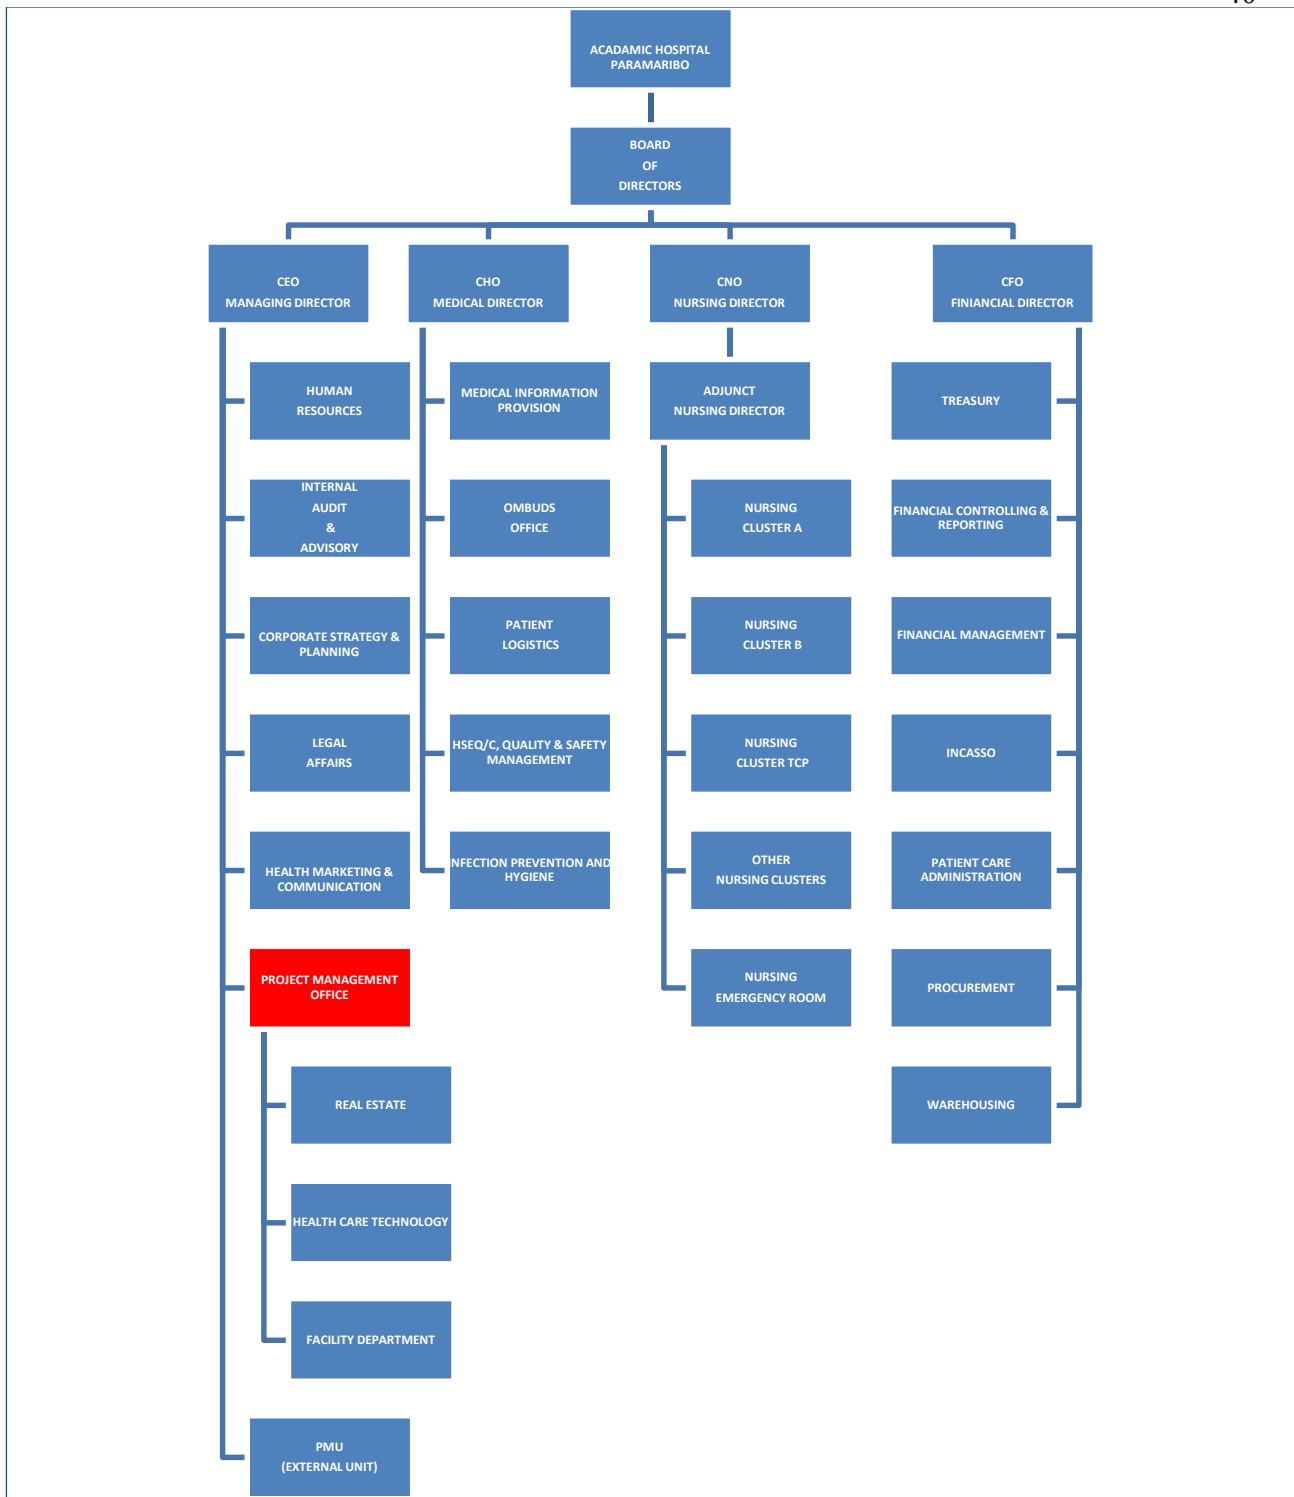 ACADAMIC HOSPITAL
PARAMARIBO
BOARD
OF
DIRECTORS
CEO
MANAGING DIRECTOR
CHO
MEDICAL DIRECTOR
CNO
NURSING DIRECTOR
CFO
FINIANCIAL DIRECTOR
HUMAN
RESOURCES
MEDICAL INFORMATION
PROVISION
ADJUNCT
NURSING DIRECTOR
TREASURY
INTERNAL
AUDIT
&
ADVISORY
OMBUDS
OFFICE
NURSING
CLUSTER A
FINANCIAL CONTROLLING &
REPORTING
CORPORATE STRATEGY &
PLANNING
PATIENT
LOGISTICS
NURSING
CLUSTER B
FINANCIAL MANAGEMENT
LEGAL
AFFAIRS
HSEQ/C, QUALITY & SAFETY
MANAGEMENT
NURSING
CLUSTER TCP
INCASSO
HEALTH MARKETING &
COMMUNICATION
INFECTION PREVENTION AND
HYGIENE
OTHER
NURSING CLUSTERS
PATIENT CARE
ADMINISTRATION
PROJECT MANAGEMENT
OFFICE
NURSING
EMERGENCY ROOM
PROCUREMENT
REAL ESTATE
WAREHOUSING
HEALTH CARE TECHNOLOGY
FACILITY DEPARTMENT
PMU
(EXTERNAL UNIT)